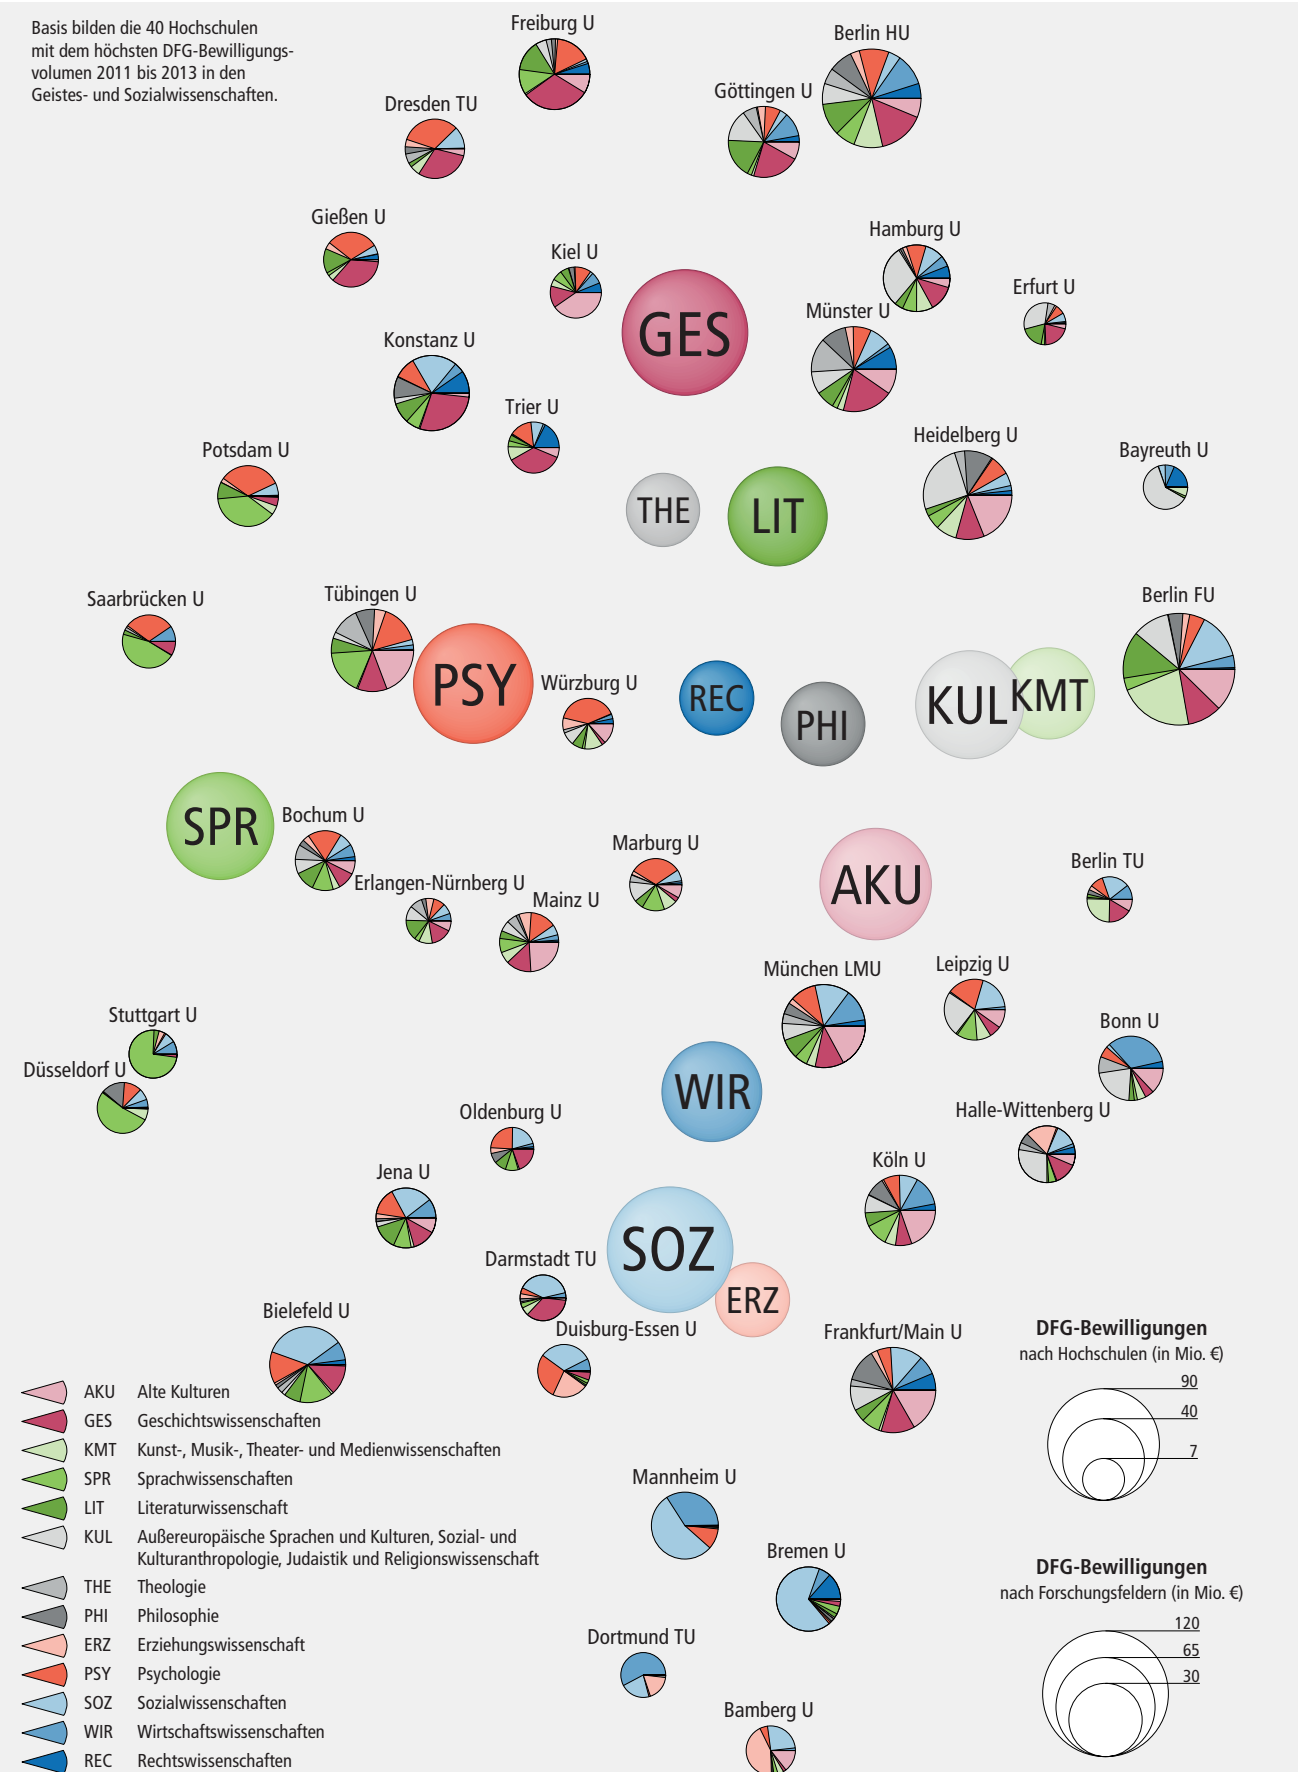 Basis bilden die 40 Hochschulen
mit dem höchsten DFG-Bewilligungs-
volumen 2011 bis 2013 in den
Geistes- und Sozialwissenschaften.
Freiburg U
Berlin HU
Göttingen U
Dresden TU
Gießen U
Hamburg U
Kiel U
Erfurt U
Münster U
GES
Konstanz U
Trier U
Heidelberg U
Potsdam U
Bayreuth U
THE
LIT
Saarbrücken U
Tübingen U
Berlin FU
PSY
Würzburg U
REC
PHI
KUL
KMT
SPR
Bochum U
Marburg U
Berlin TU
AKU
Erlangen-Nürnberg U
Mainz U
München LMU
Leipzig U
Stuttgart U
Bonn U
Düsseldorf U
WIR
Oldenburg U
Halle-Wittenberg U
Jena U
Köln U
SOZ
Darmstadt TU
ERZ
Bielefeld U
Duisburg-Essen U
Frankfurt/Main U
Mannheim U
Bremen U
Dortmund TU
Bamberg U
AKU Alte Kulturen
GES Geschichtswissenschaften
KMT Kunst-, Musik-, Theater- und Medienwissenschaften
SPR Sprachwissenschaften
LIT Literaturwissenschaft
KUL Außereuropäische Sprachen und Kulturen, Sozial- und
Kulturanthropologie, Judaistik und Religionswissenschaft
THE Theologie
PHI Philosophie
ERZ Erziehungswissenschaft
PSY Psychologie
SOZ Sozialwissenschaften
WIR Wirtschaftswissenschaften
REC Rechtswissenschaften
DFG-Bewilligungen
nach Hochschulen (in Mio. €)
90
40
7
DFG-Bewilligungen
nach Forschungsfeldern (in Mio. €)
120
65
30